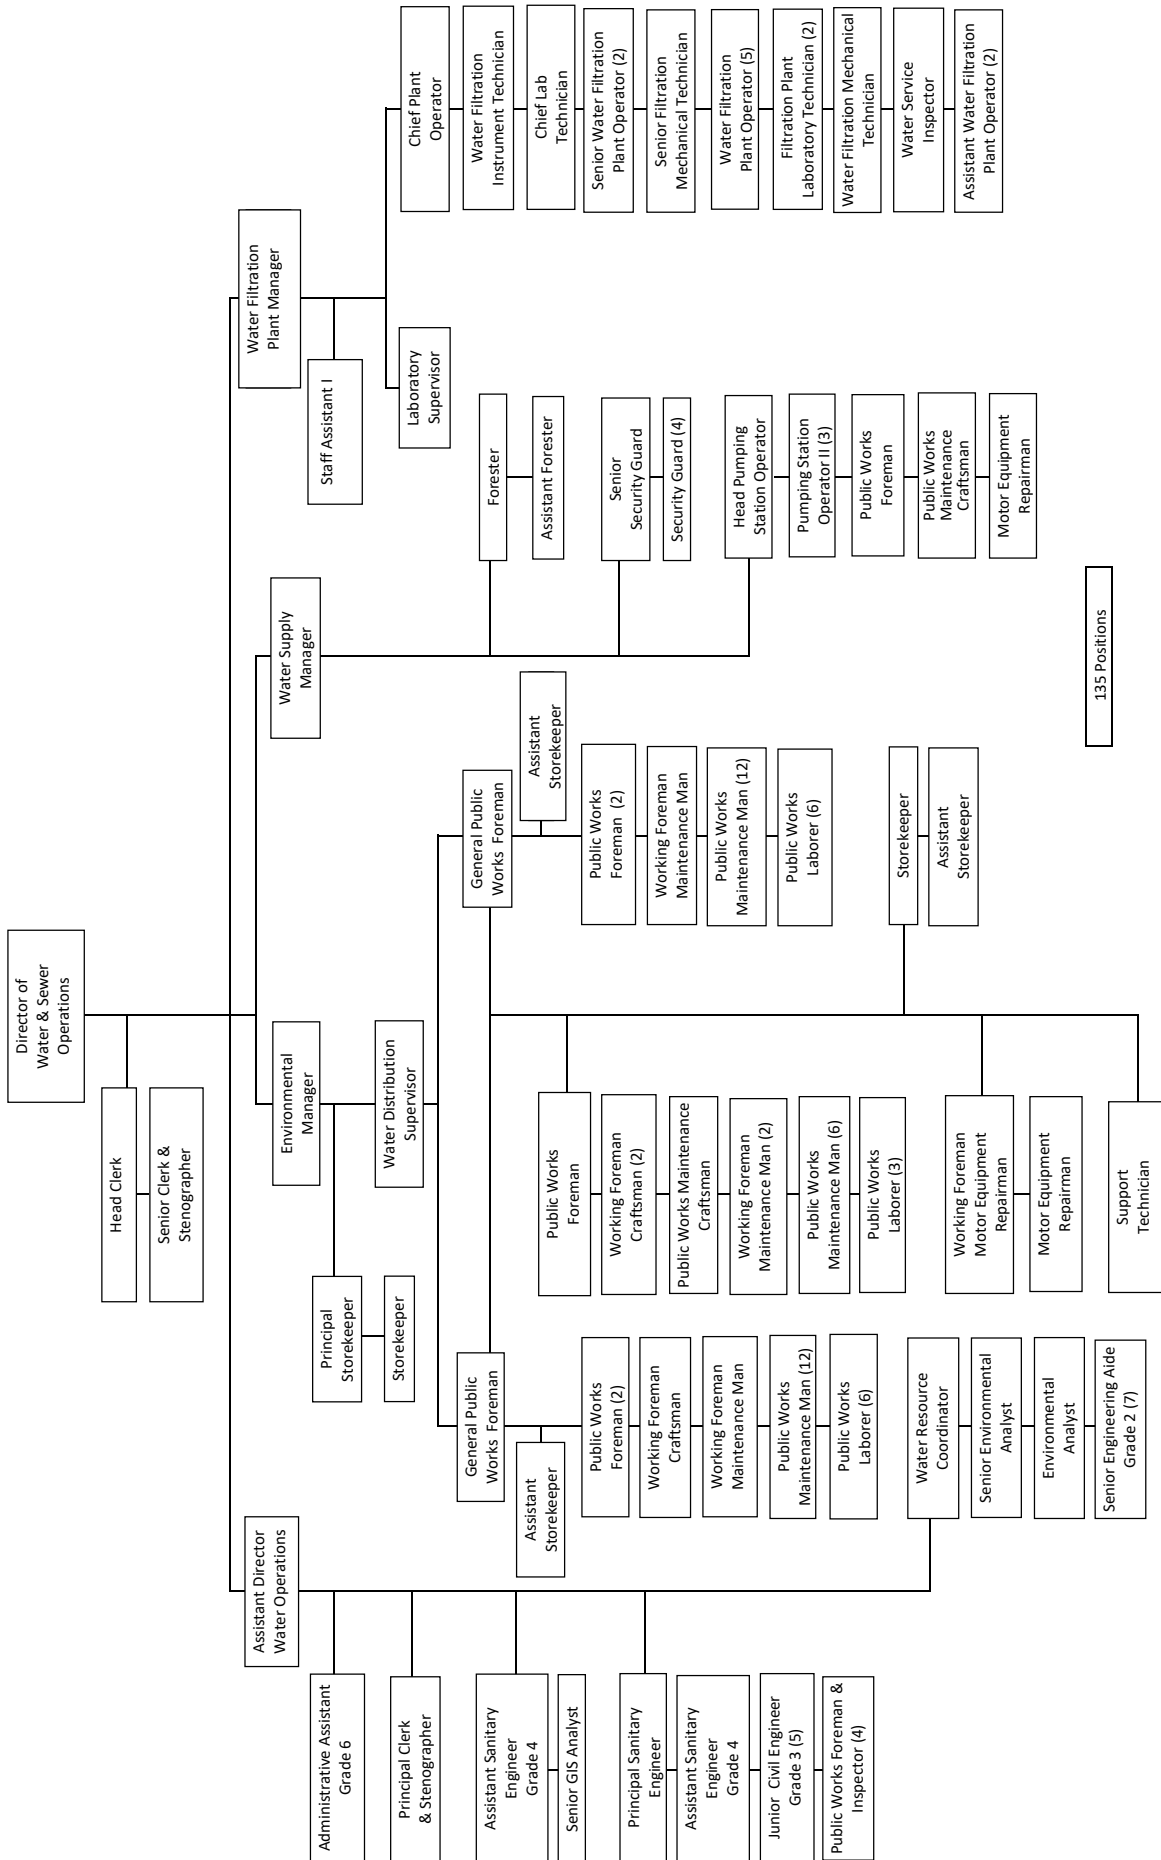 Director of
Water & Sewer
Operations
Head Clerk
Senior Clerk &
Stenographer
Assistant Director
Water Operations
Administrative Assistant
Grade 6
Principal Clerk
& Stenographer
Assistant Sanitary
Engineer
Grade 4
Senior GIS Analyst
Principal Sanitary
Engineer
Assistant Sanitary
Engineer
Grade 4
Junior Civil Engineer
Grade 3 (5)
Public Works Foreman &
Inspector (4)
Water Resource
Coordinator
Senior Environmental
Analyst
Environmental
Analyst
Senior Engineering Aide
Grade 2 (7)
Environmental
Manager
Principal
Storekeeper
Storekeeper
Water Distribution
Supervisor
General Public
Works Foreman
Assistant
Storekeeper
Public Works
Foreman (2)
Working Foreman
Craftsman
Working Foreman
Maintenance Man
Public Works
Maintenance Man (12)
Public Works
Laborer (6)
Public Works
Foreman
Working Foreman
Craftsman (2)
Public Works Maintenance
Craftsman
Working Foreman
Maintenance Man (2)
Public Works
Maintenance Man (6)
Public Works
Laborer (3)
Working Foreman
Motor Equipment
Repairman
Motor Equipment
Repairman
Support
Technician
General Public
Works Foreman
Assistant
Storekeeper
Public Works
Foreman (2)
Working Foreman
Maintenance Man
Public Works
Maintenance Man (12)
Public Works
Laborer (6)
Storekeeper
Assistant
Storekeeper
Water Supply
Manager
Forester
Assistant Forester
Senior
Security Guard
Security Guard (4)
Head Pumping
Station Operator
Pumping Station
Operator II (3)
Public Works
Foreman
Public Works
Maintenance
Craftsman
Motor Equipment
Repairman
Water Filtration
Plant Manager
Staff Assistant I
Laboratory
Supervisor
Chief Plant
Operator
Water Filtration
Instrument Technician
Chief Lab
Technician
Senior Water Filtration
Plant Operator (2)
Senior Filtration
Mechanical Technician
Water Filtration
Plant Operator (5)
Filtration Plant
Laboratory Technician (2)
Water Filtration Mechanical
Technician
Water Service
Inspector
Assistant Water Filtration
Plant Operator (2)
135 Positions